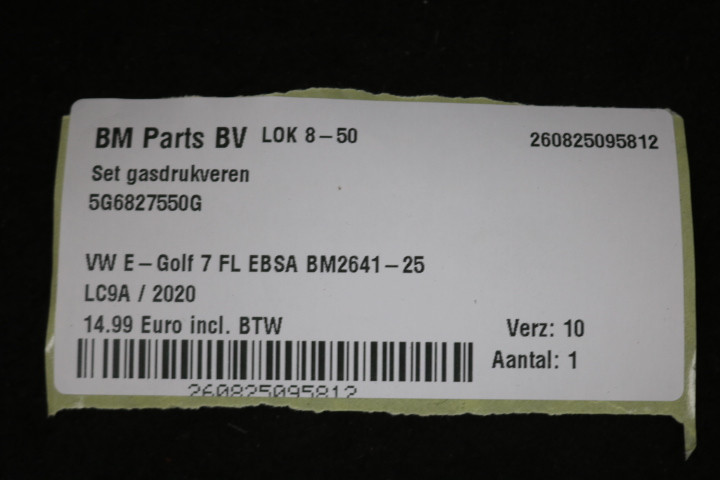 BM Parts BV LOK 8-50 260825095812
Set gasdrukveren
5G6827550G
VW E-Golf 7 FL EBSA BM2641-25
LC9A / 2020
14.99 Euro incl. BTW Verz: 10
Aantal: 1
260825095812